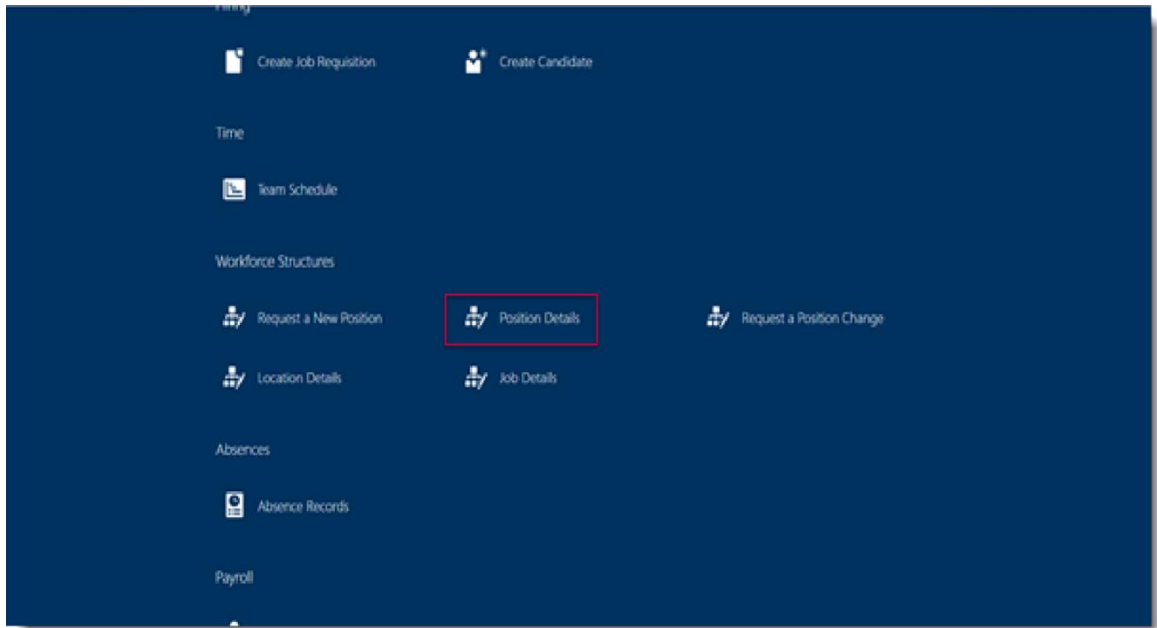 Hiring
Create Job Requisition
Create Candidate
Time
Team Schedule
Workforce Structures
Request a New Position
Position Details
Request a Position Change
Location Details
Job Details
Absences
Absence Records
Payroll